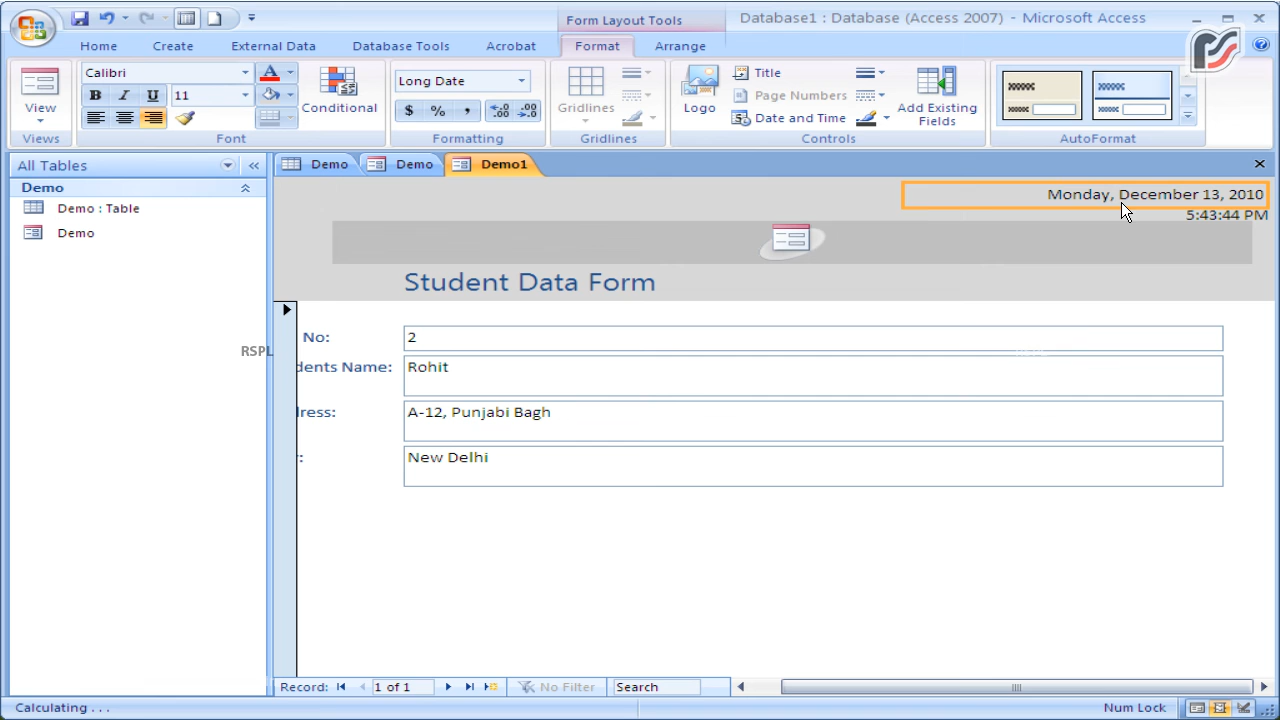 Form Layout Tools
Database1 : Database (Access 2007) - Microsoft Access
Home Create External Data Database Tools Acrobat Format Arrange
View
Views
Calibri
B I U 11
Font
Conditional
Long Date
$ % ,
Formatting
Gridlines
Gridlines
Logo
Title
Page Numbers
Date and Time
Add Existing Fields
Controls
AutoFormat
All Tables
Demo
Demo : Table
Demo
Demo Demo Demo1
Monday, December 13, 2010
5:43:44 PM
Student Data Form
No: 2
dents Name: Rohit
RSPL
ress: A-12, Punjabi Bagh
: New Delhi
Record: 1 of 1 No Filter Search
Calculating . . .
Num Lock